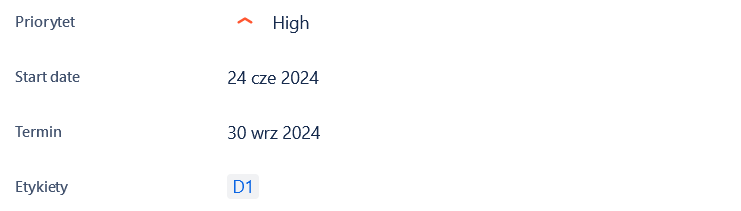 Priorytet High
Start date 24 cze 2024
Termin 30 wrz 2024
Etykiety D1